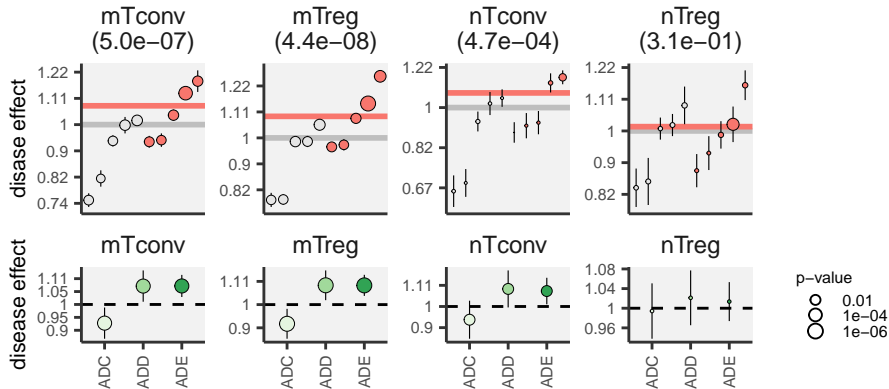 mTconv
(5.0e−07)
mTreg
(4.4e−08)
nTconv
(4.7e−04)
nTreg
(3.1e−01)
disease effect
1.22
1.11
1
0.9
0.82
0.74
1.22
1.11
1
0.9
0.82
1.22
1
0.82
0.67
1.22
1.11
1
0.9
0.82
mTconv
mTreg
nTconv
nTreg
disease effect
1.11
1.05
1
0.95
0.9
1.11
1
0.9
1.11
1
0.9
1.08
1.04
1
0.96
ADC
ADD
ADE
ADC
ADD
ADE
ADC
ADD
ADE
ADC
ADD
ADE
p−value
0.01
1e−04
1e−06